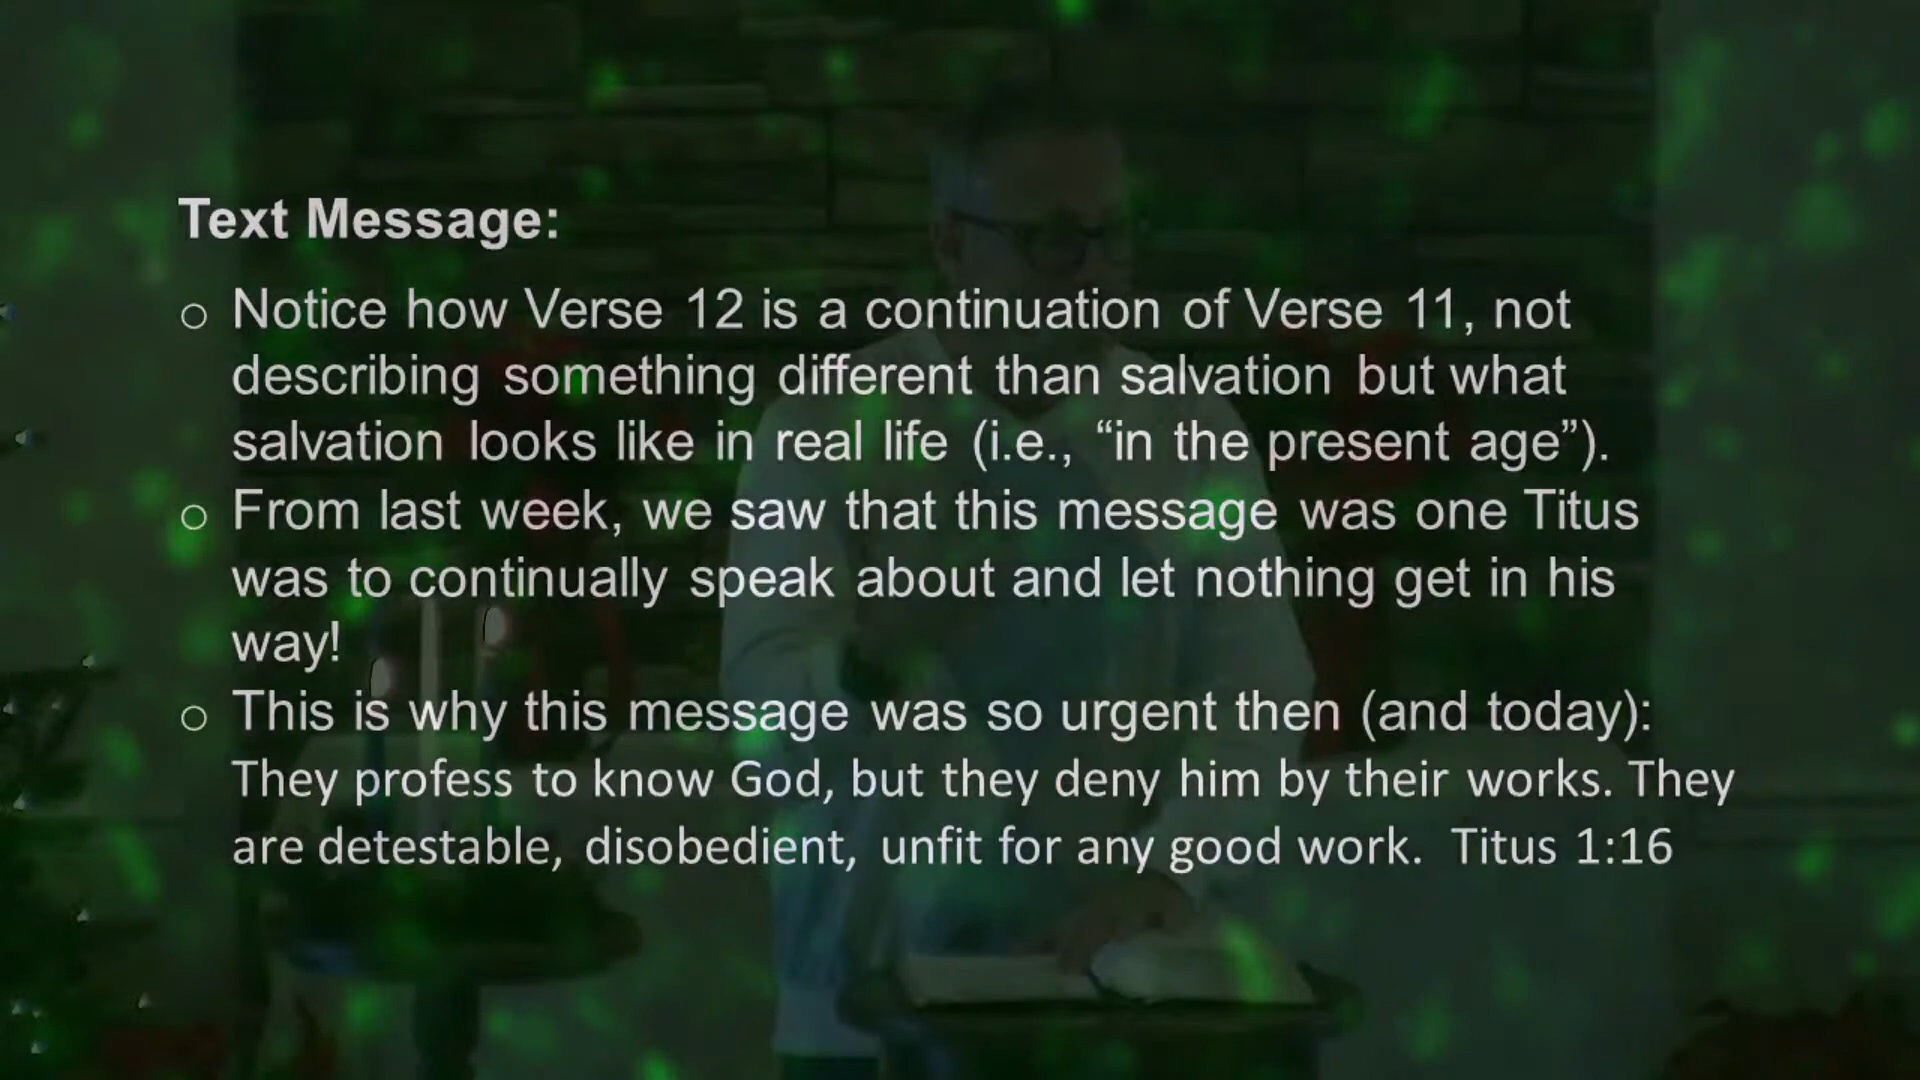 Text Message:
o Notice how Verse 12 is a continuation of Verse 11, not
describing something different than salvation but what
salvation looks like in real life (i.e., “in the present age”).
o From last week, we saw that this message was one Titus
was to continually speak about and let nothing get in his
way!
o This is why this message was so urgent then (and today):
They profess to know God, but they deny him by their works. They
are detestable, disobedient, unfit for any good work. Titus 1:16